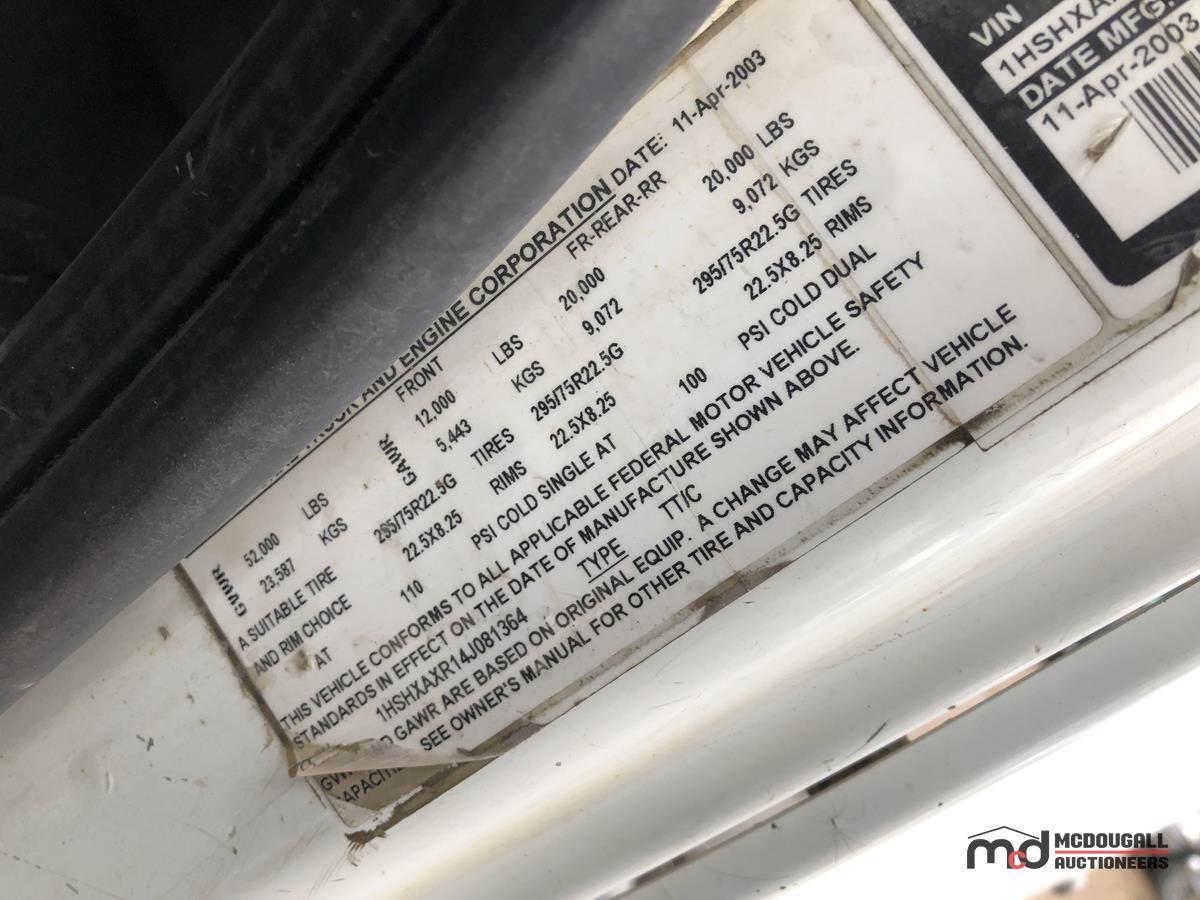 TRUCK AND ENGINE CORPORATION DATE: 11-Apr-2003
GAWR FRONT FR-REAR-RR
GVWR 52,000 LBS 12,000 LBS 20,000 20,000 LBS
23,587 KGS 5,443 KGS 9,072 9,072 KGS
A SUITABLE TIRE 295/75R22.5G TIRES 295/75R22.5G 295/75R22.5G TIRES
AND RIM CHOICE 22.5X8.25 RIMS 22.5X8.25 22.5X8.25 RIMS
AT 110 PSI COLD SINGLE AT 100 PSI COLD DUAL
THIS VEHICLE CONFORMS TO ALL APPLICABLE FEDERAL MOTOR VEHICLE SAFETY
STANDARDS IN EFFECT ON THE DATE OF MANUFACTURE SHOWN ABOVE.
1HSHXAXR14J081364 TYPE TT/C
GAWR ARE BASED ON ORIGINAL EQUIP. A CHANGE MAY AFFECT VEHICLE
SEE OWNER'S MANUAL FOR OTHER TIRE AND CAPACITY INFORMATION.
VIN
1HSHXA
DATE MFG.
11-Apr-2003
mcd MCDOUGALL
AUCTIONEERS